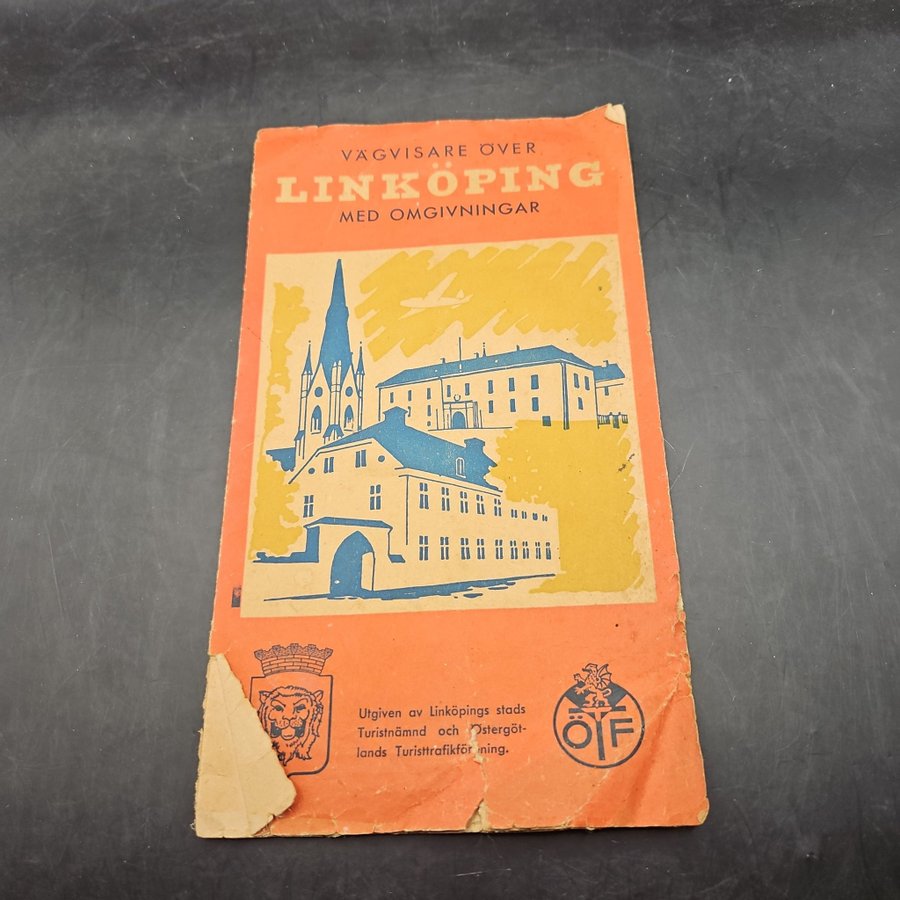 VÄGVISARE ÖVER
LINKÖPING
MED OMGIVNINGAR
Utgiven av Linköpings stads
Turistnämnd och Östergöt-
lands Turisttrafikförening.
ÖTF